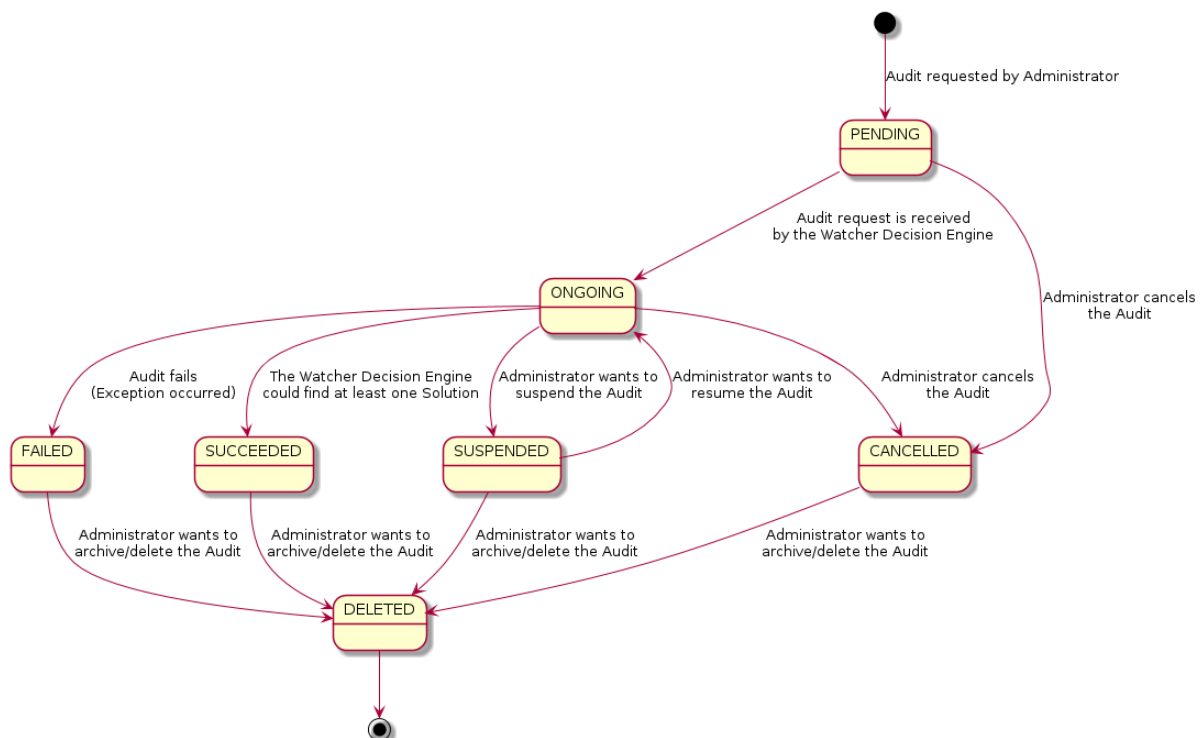 Audit requested by Administrator
PENDING
Audit request is received
by the Watcher Decision Engine
ONGOING
Administrator cancels
the Audit
Audit fails
(Exception occurred)
The Watcher Decision Engine
could find at least one Solution
Administrator wants to
suspend the Audit
Administrator wants to
resume the Audit
Administrator cancels
the Audit
FAILED
SUCCEEDED
SUSPENDED
CANCELLED
Administrator wants to
archive/delete the Audit
Administrator wants to
archive/delete the Audit
Administrator wants to
archive/delete the Audit
Administrator wants to
archive/delete the Audit
DELETED